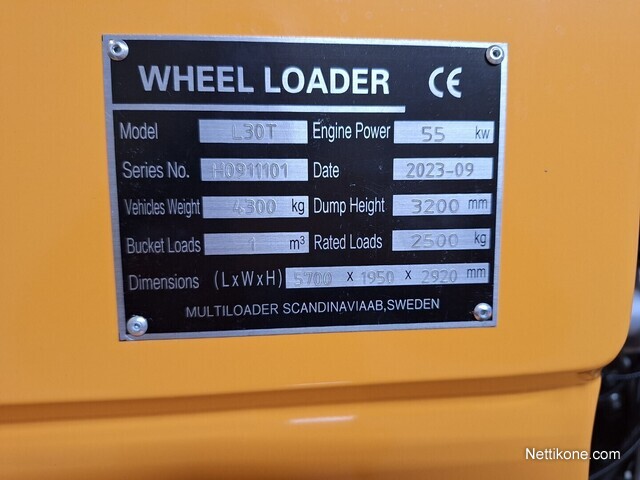 WHEEL LOADER CE
Model L30T Engine Power 55 kw
Series No. H0911101 Date 2023-09
Vehicles Weight 4300 kg Dump Height 3200 mm
Bucket Loads 1 m³ Rated Loads 2500 kg
Dimensions (LxWxH) 5700 x 1950 x 2920 mm
MULTILOADER SCANDINAVIAAB,SWEDEN
Nettikone.com